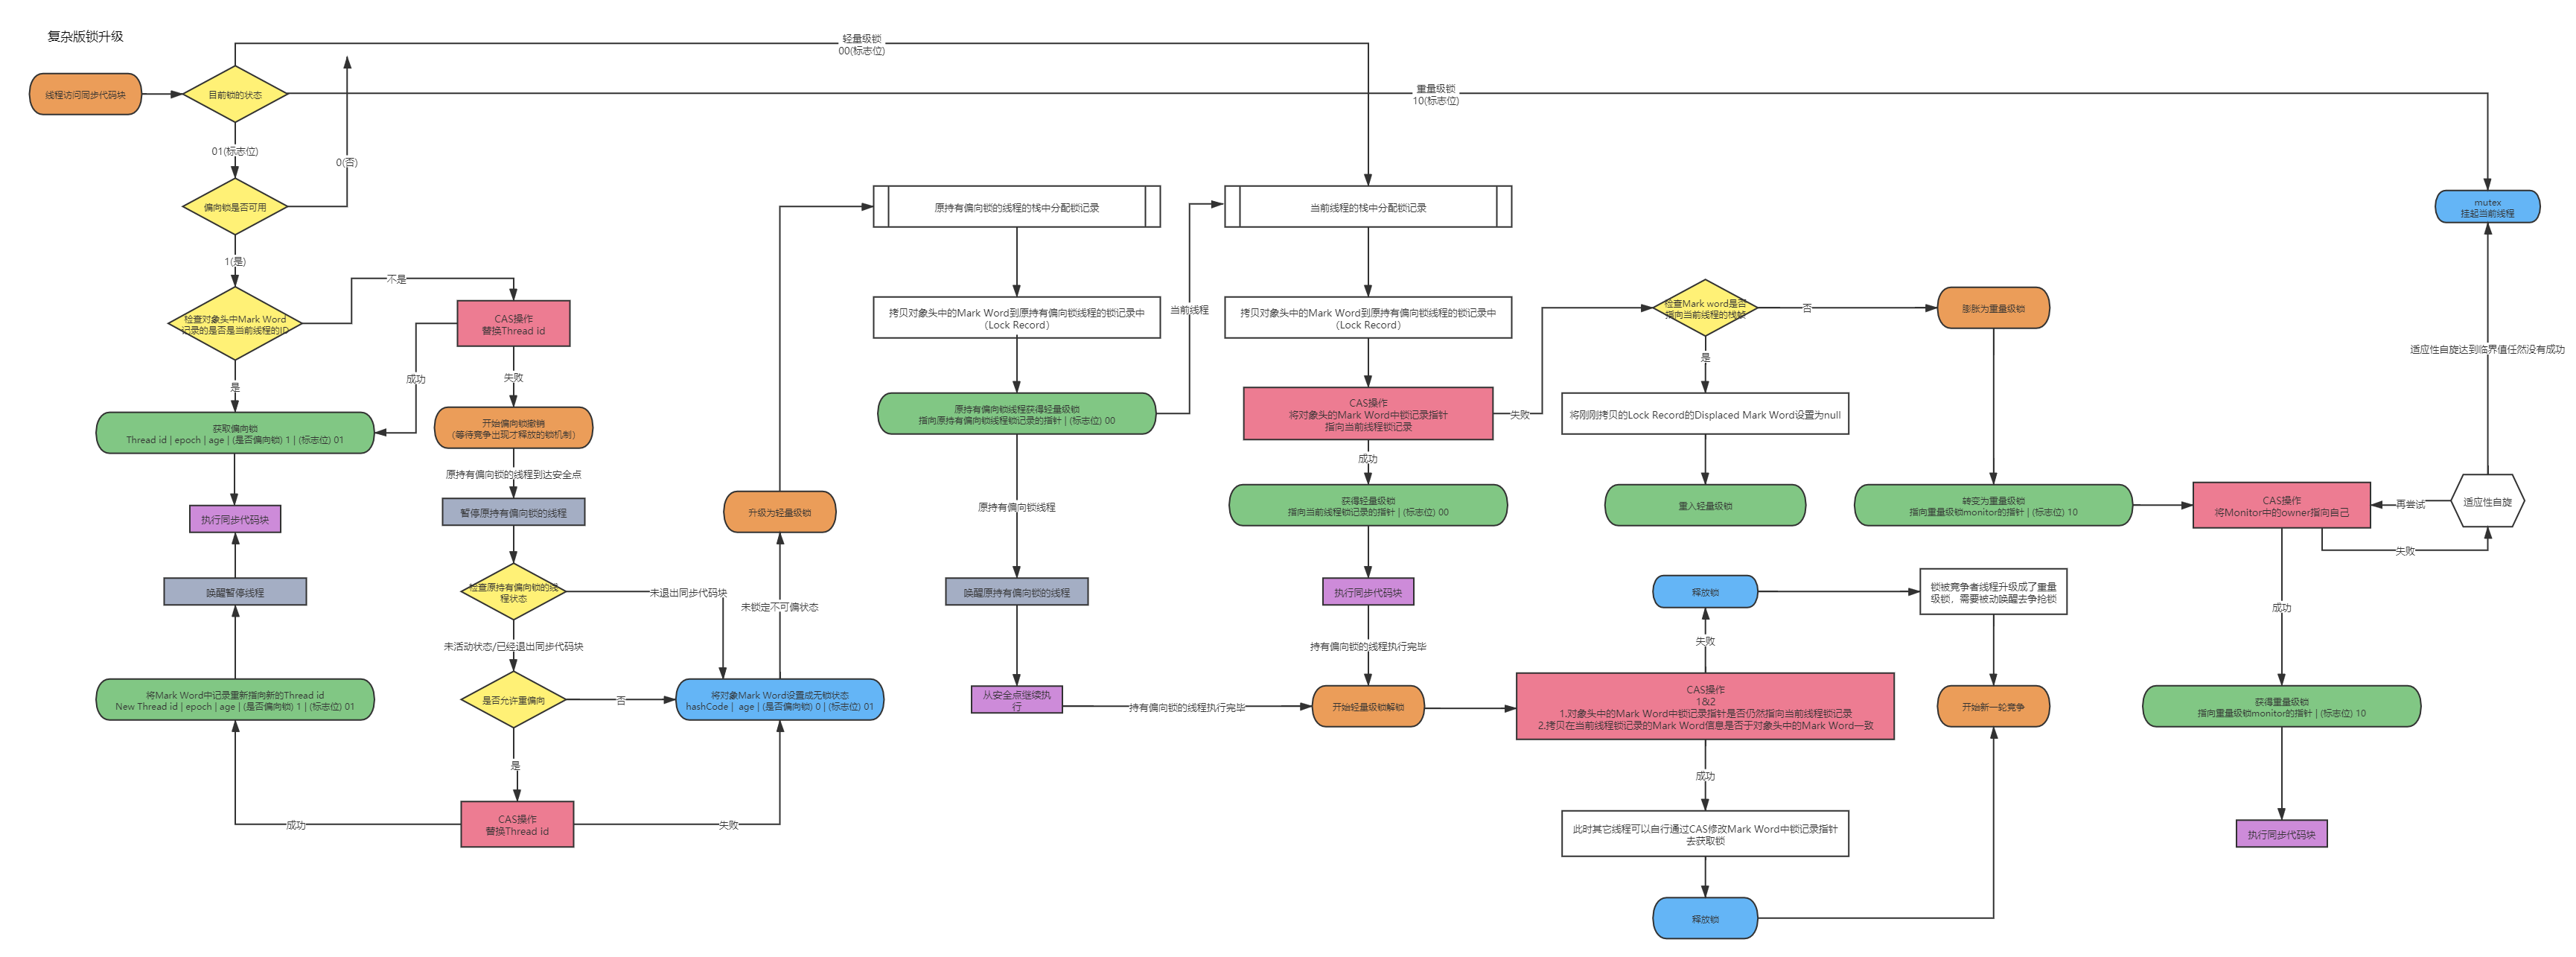 复杂版锁升级
轻量级锁
00(标志位)
线程访问同步代码块
目前锁的状态
重量级锁
10(标志位)
01(标志位)
0(否)
偏向锁是否可用
原持有偏向锁的线程的栈中分配锁记录
当前线程的栈中分配锁记录
mutex
挂起当前线程
1(是)
不是
检查对象头中Mark Word
记录的是否是当前线程的ID
CAS操作
替换Thread id
拷贝对象头中的Mark Word到原持有偏向锁线程的锁记录中
（Lock Record）
当前线程
拷贝对象头中的Mark Word到原持有偏向锁线程的锁记录中
（Lock Record）
检查Mark word是否
指向当前线程的栈帧
否
膨胀为重量级锁
适应性自旋达到临界值任然没有成功
是
成功
失败
是
获取偏向锁
Thread id | epoch | age | (是否偏向锁) 1 | (标志位) 01
开始偏向锁撤销
(等待竞争出现才释放的锁机制)
原持有偏向锁线程获得轻量级锁
指向原持有偏向锁线程锁记录的指针 | (标志位) 00
CAS操作
将对象头的Mark Word中锁记录指针
指向当前线程锁记录
失败
将刚刚拷贝的Lock Record的Displaced Mark Word设置为null
原持有偏向锁的线程到达安全点
成功
执行同步代码块
暂停原持有偏向锁的线程
升级为轻量级锁
原持有偏向锁线程
获得轻量级锁
指向当前线程锁记录的指针 | (标志位) 00
重入轻量级锁
转变为重量级锁
指向重量级锁monitor的指针 | (标志位) 10
CAS操作
将Monitor中的owner指向自己
再尝试
适应性自旋
失败
唤醒暂停线程
检查原持有偏向锁的线
程状态
未退出同步代码块
未锁定不可偏状态
唤醒原持有偏向锁的线程
执行同步代码块
释放锁
锁被竞争者线程升级成了重量
级锁，需要被动唤醒去争抢锁
成功
未活动状态/已经退出同步代码块
持有偏向锁的线程执行完毕
失败
将Mark Word中记录重新指向新的Thread id
New Thread id | epoch | age | (是否偏向锁) 1 | (标志位) 01
是否允许重偏向
否
将对象Mark Word设置成无锁状态
hashCode | age | (是否偏向锁) 0 | (标志位) 01
从安全点继续执
行
持有偏向锁的线程执行完毕
开始轻量级锁解锁
CAS操作
1&2
1.对象头中的Mark Word中锁记录指针是否仍然指向当前线程锁记录
2.拷贝在当前线程锁记录的Mark Word信息是否于对象头中的Mark Word一致
开始新一轮竞争
获得重量级锁
指向重量级锁monitor的指针 | (标志位) 10
是
成功
成功
CAS操作
替换Thread id
失败
此时其它线程可以自行通过CAS修改Mark Word中锁记录指针
去获取锁
执行同步代码块
释放锁